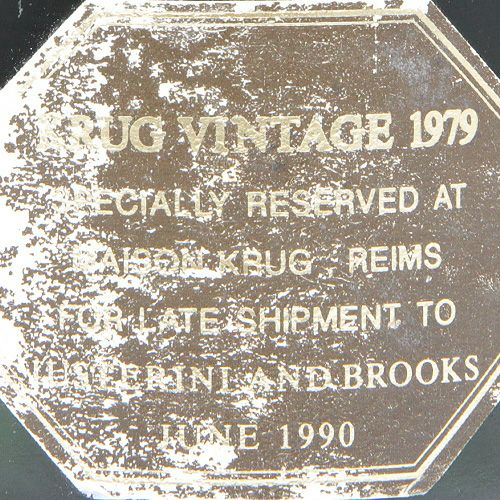 KRUG VINTAGE 1979
SPECIALLY RESERVED AT
MAISON KRUG, REIMS
FOR LATE SHIPMENT TO
JUSTERINI AND BROOKS
JUNE 1990